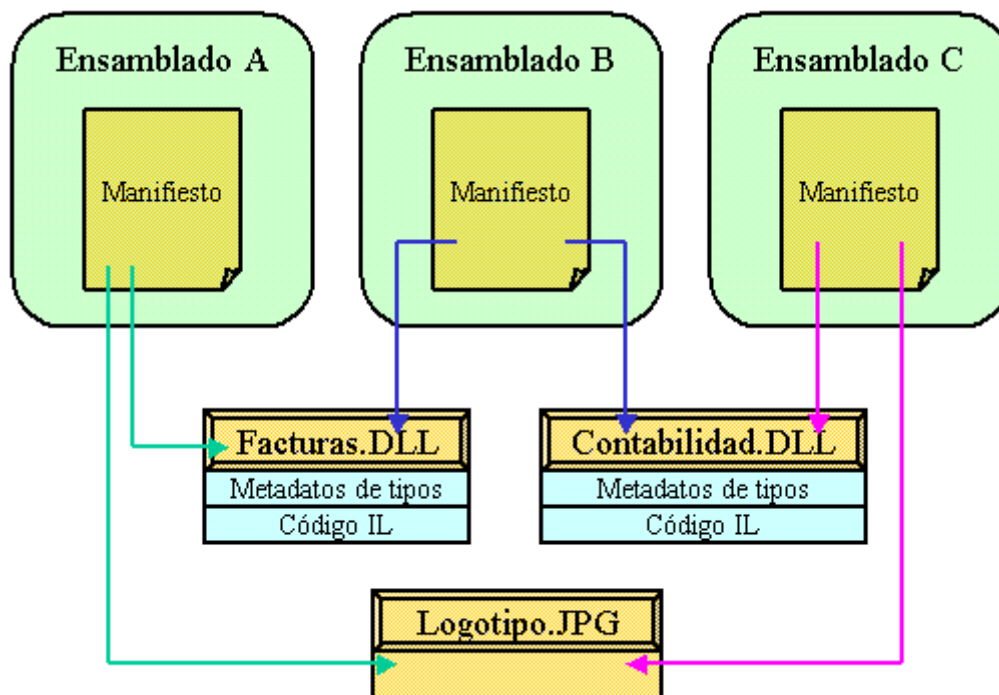 Ensamblado A
Ensamblado B
Ensamblado C
Manifiesto
Manifiesto
Manifiesto
Facturas.DLL
Metadatos de tipos
Código IL
Contabilidad.DLL
Metadatos de tipos
Código IL
Logotipo.JPG